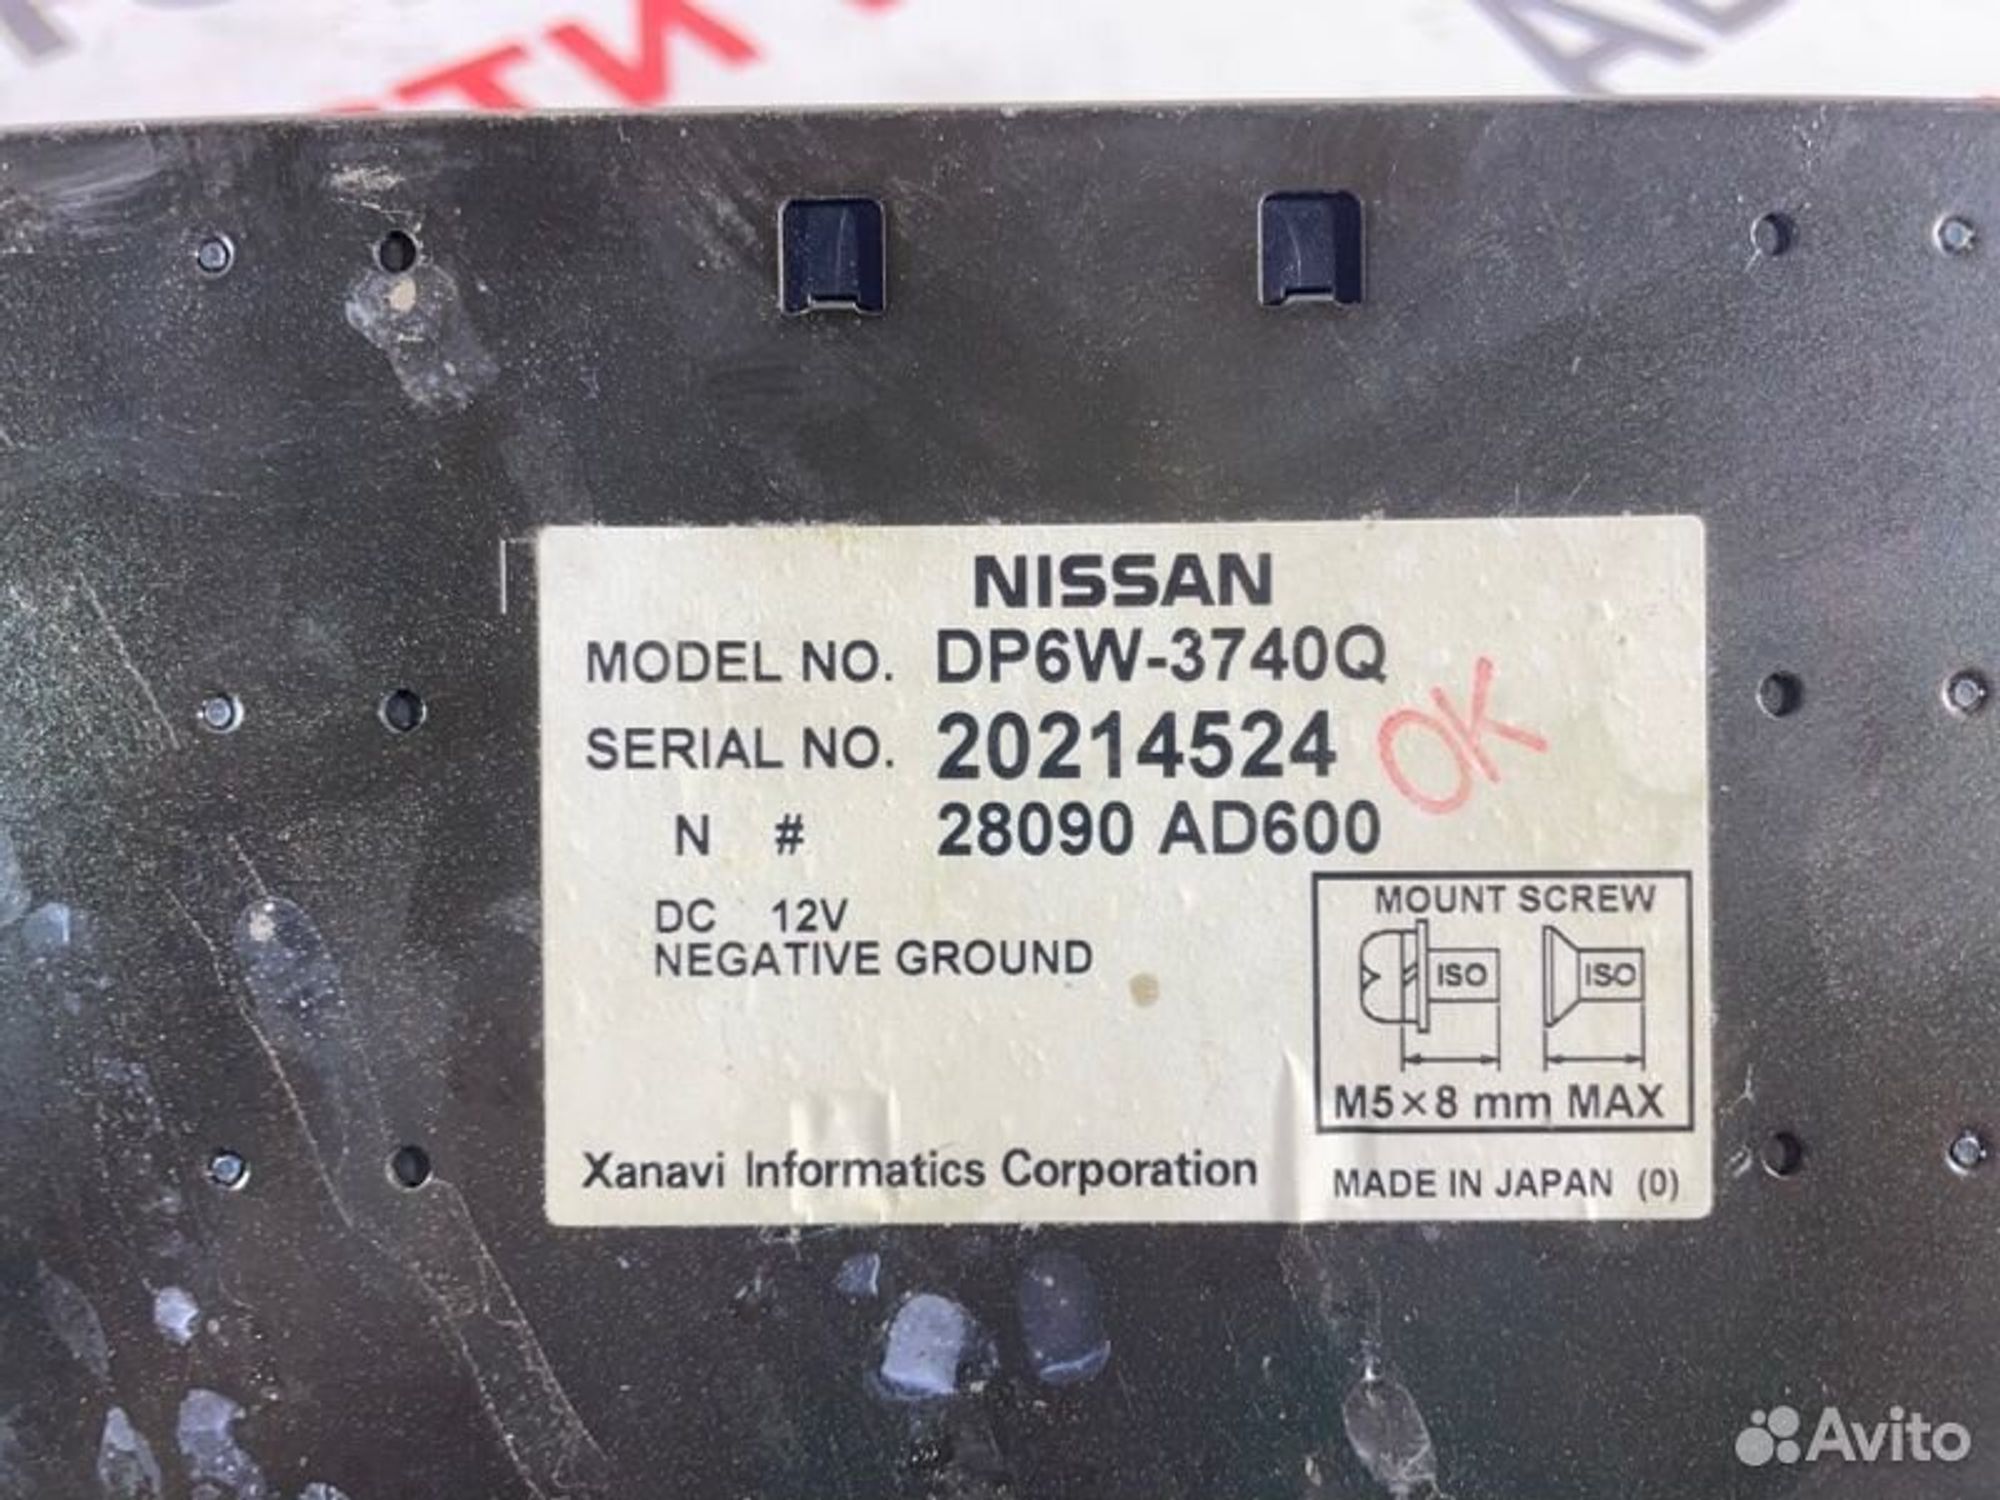 ТИ
NISSAN
MODEL NO. DP6W-3740Q
SERIAL NO. 20214524
OK
N # 28090 AD600
DC 12V
NEGATIVE GROUND
MOUNT SCREW
ISO ISO
M5×8 mm MAX
Xanavi Informatics Corporation
MADE IN JAPAN (0)
Avito